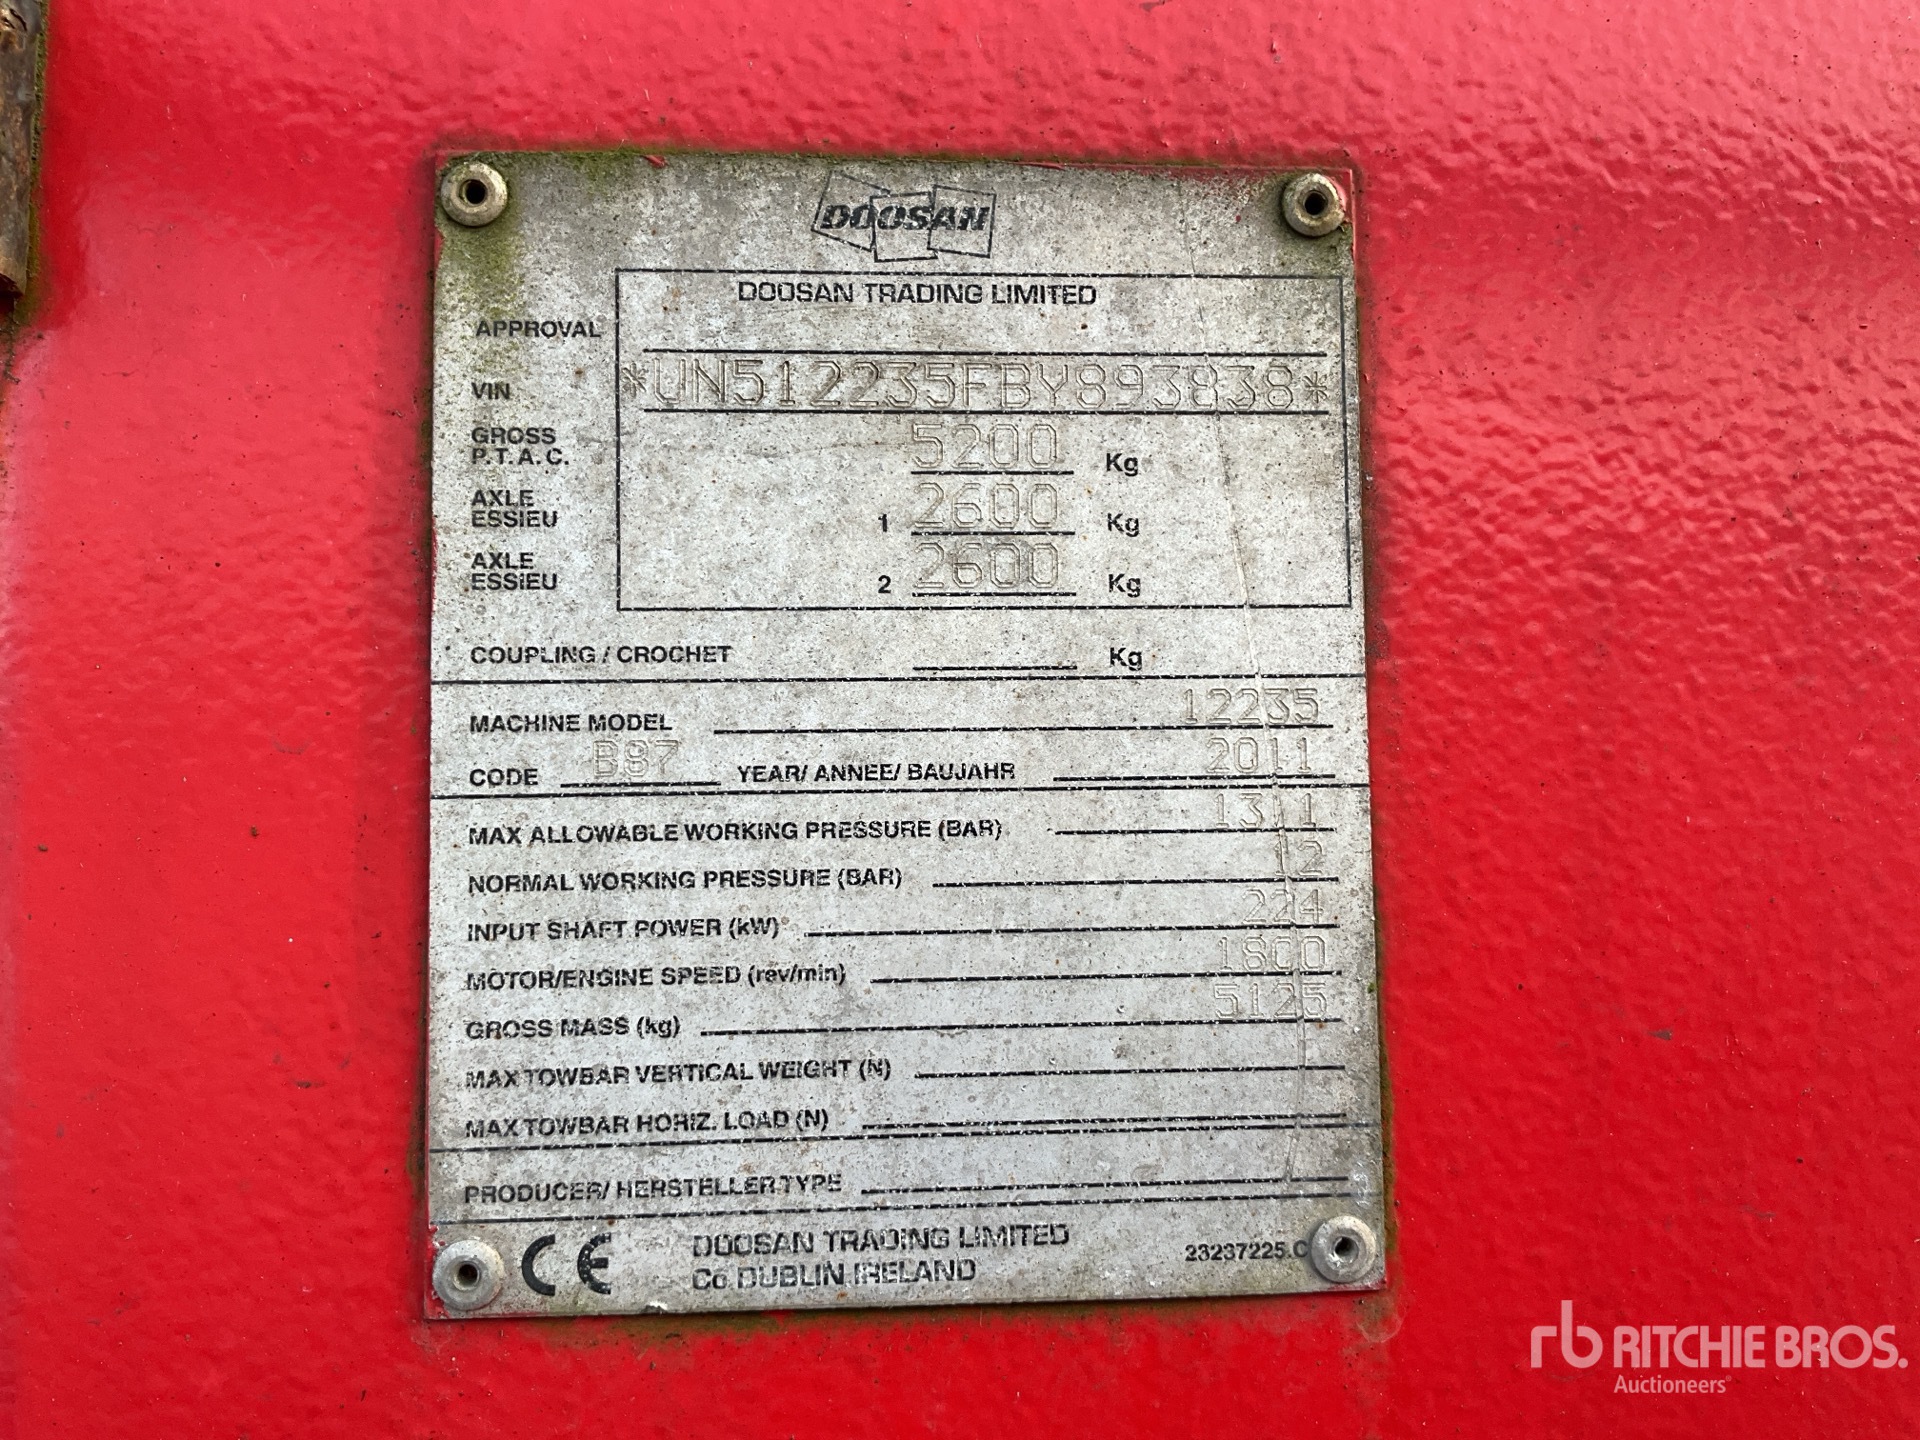 DOOSAN
DOOSAN TRADING LIMITED
APPROVAL
VIN *UN512235FBY893838*
GROSS
P.T.A.C. 5200 Kg
AXLE
ESSIEU 1 2600 Kg
AXLE
ESSIEU 2 2600 Kg
COUPLING / CROCHET Kg
MACHINE MODEL 12235
CODE B87 YEAR/ ANNEE/ BAUJAHR 2011
MAX ALLOWABLE WORKING PRESSURE (BAR) 13.1
NORMAL WORKING PRESSURE (BAR) 12
INPUT SHAFT POWER (kW) 224
MOTOR/ENGINE SPEED (rev/min) 1800
GROSS MASS (kg) 5125
MAX TOWBAR VERTICAL WEIGHT (N)
MAX TOWBAR HORIZ. LOAD (N)
PRODUCER/ HERSTELLER TYPE
CE DOOSAN TRADING LIMITED 23237225.C
Co DUBLIN IRELAND
rb RITCHIE BROS.
Auctioneers